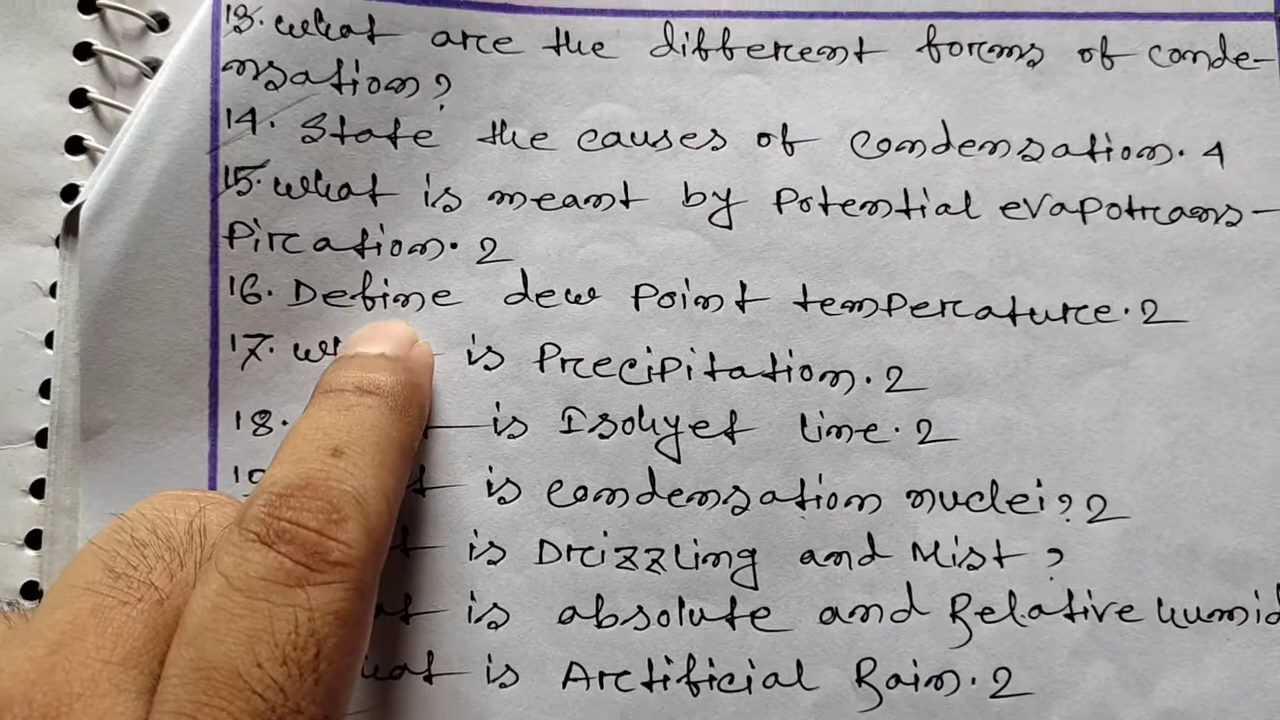 13. What are the different forms of conde-
nsation?
14. State the causes of Condensation. 4
15. What is meant by Potential evapotrans-
Piration. 2
16. Define dew Point temperature. 2
17. is Precipitation. 2
18. is Isohyet line. 2
is condensation nuclei? 2
is Drizzling and Mist?
is absolute and Relative humid
is Artificial Rain. 2